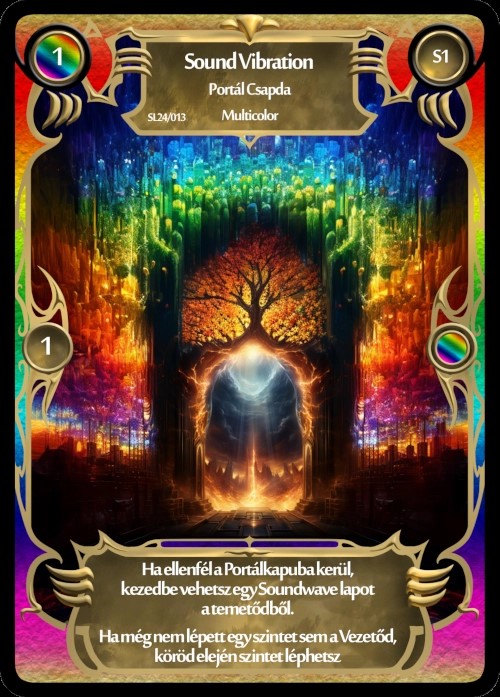 1
Sound Vibration
S1
Portál Csapda
SL24/013 Multicolor
1
Ha ellenfél a Portálkapuba kerül,
kezedbe vehetsz egy Soundwave lapot
a temetődből.
Ha még nem lépett egy szintet sem a Vezetőd,
köröd elején szintet léphetsz